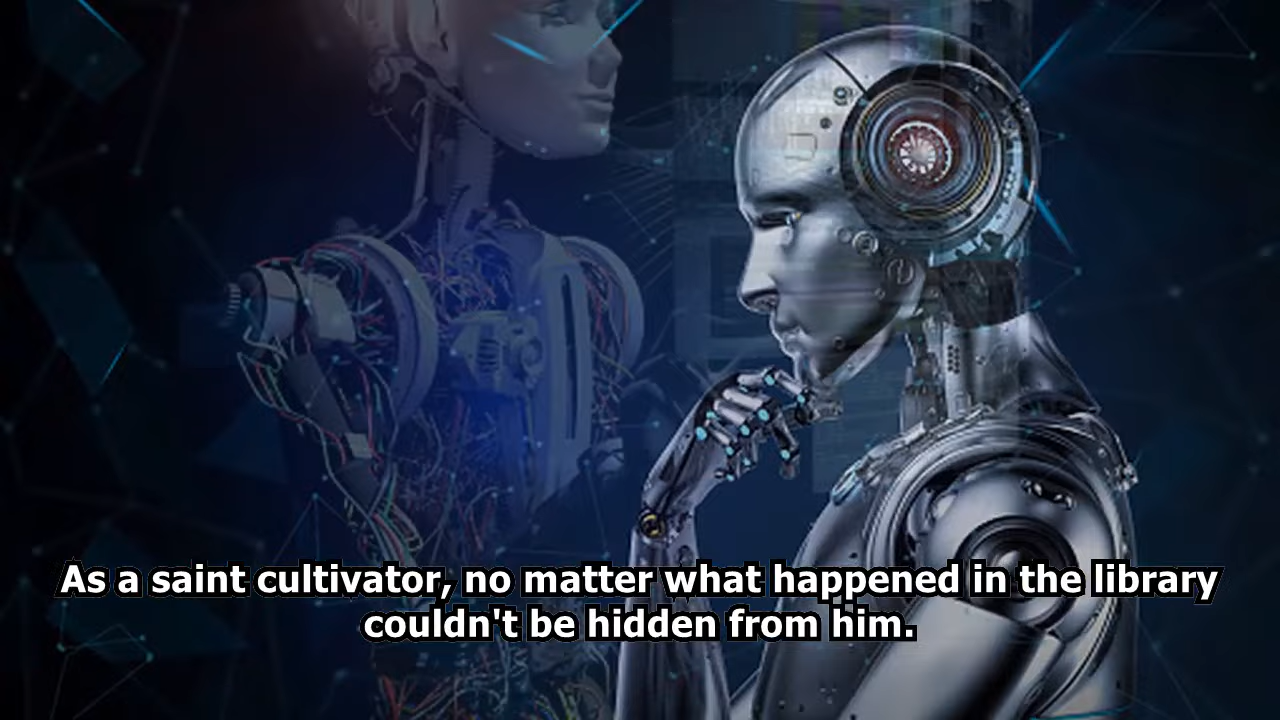 As a saint cultivator, no matter what happened in the library
couldn't be hidden from him.